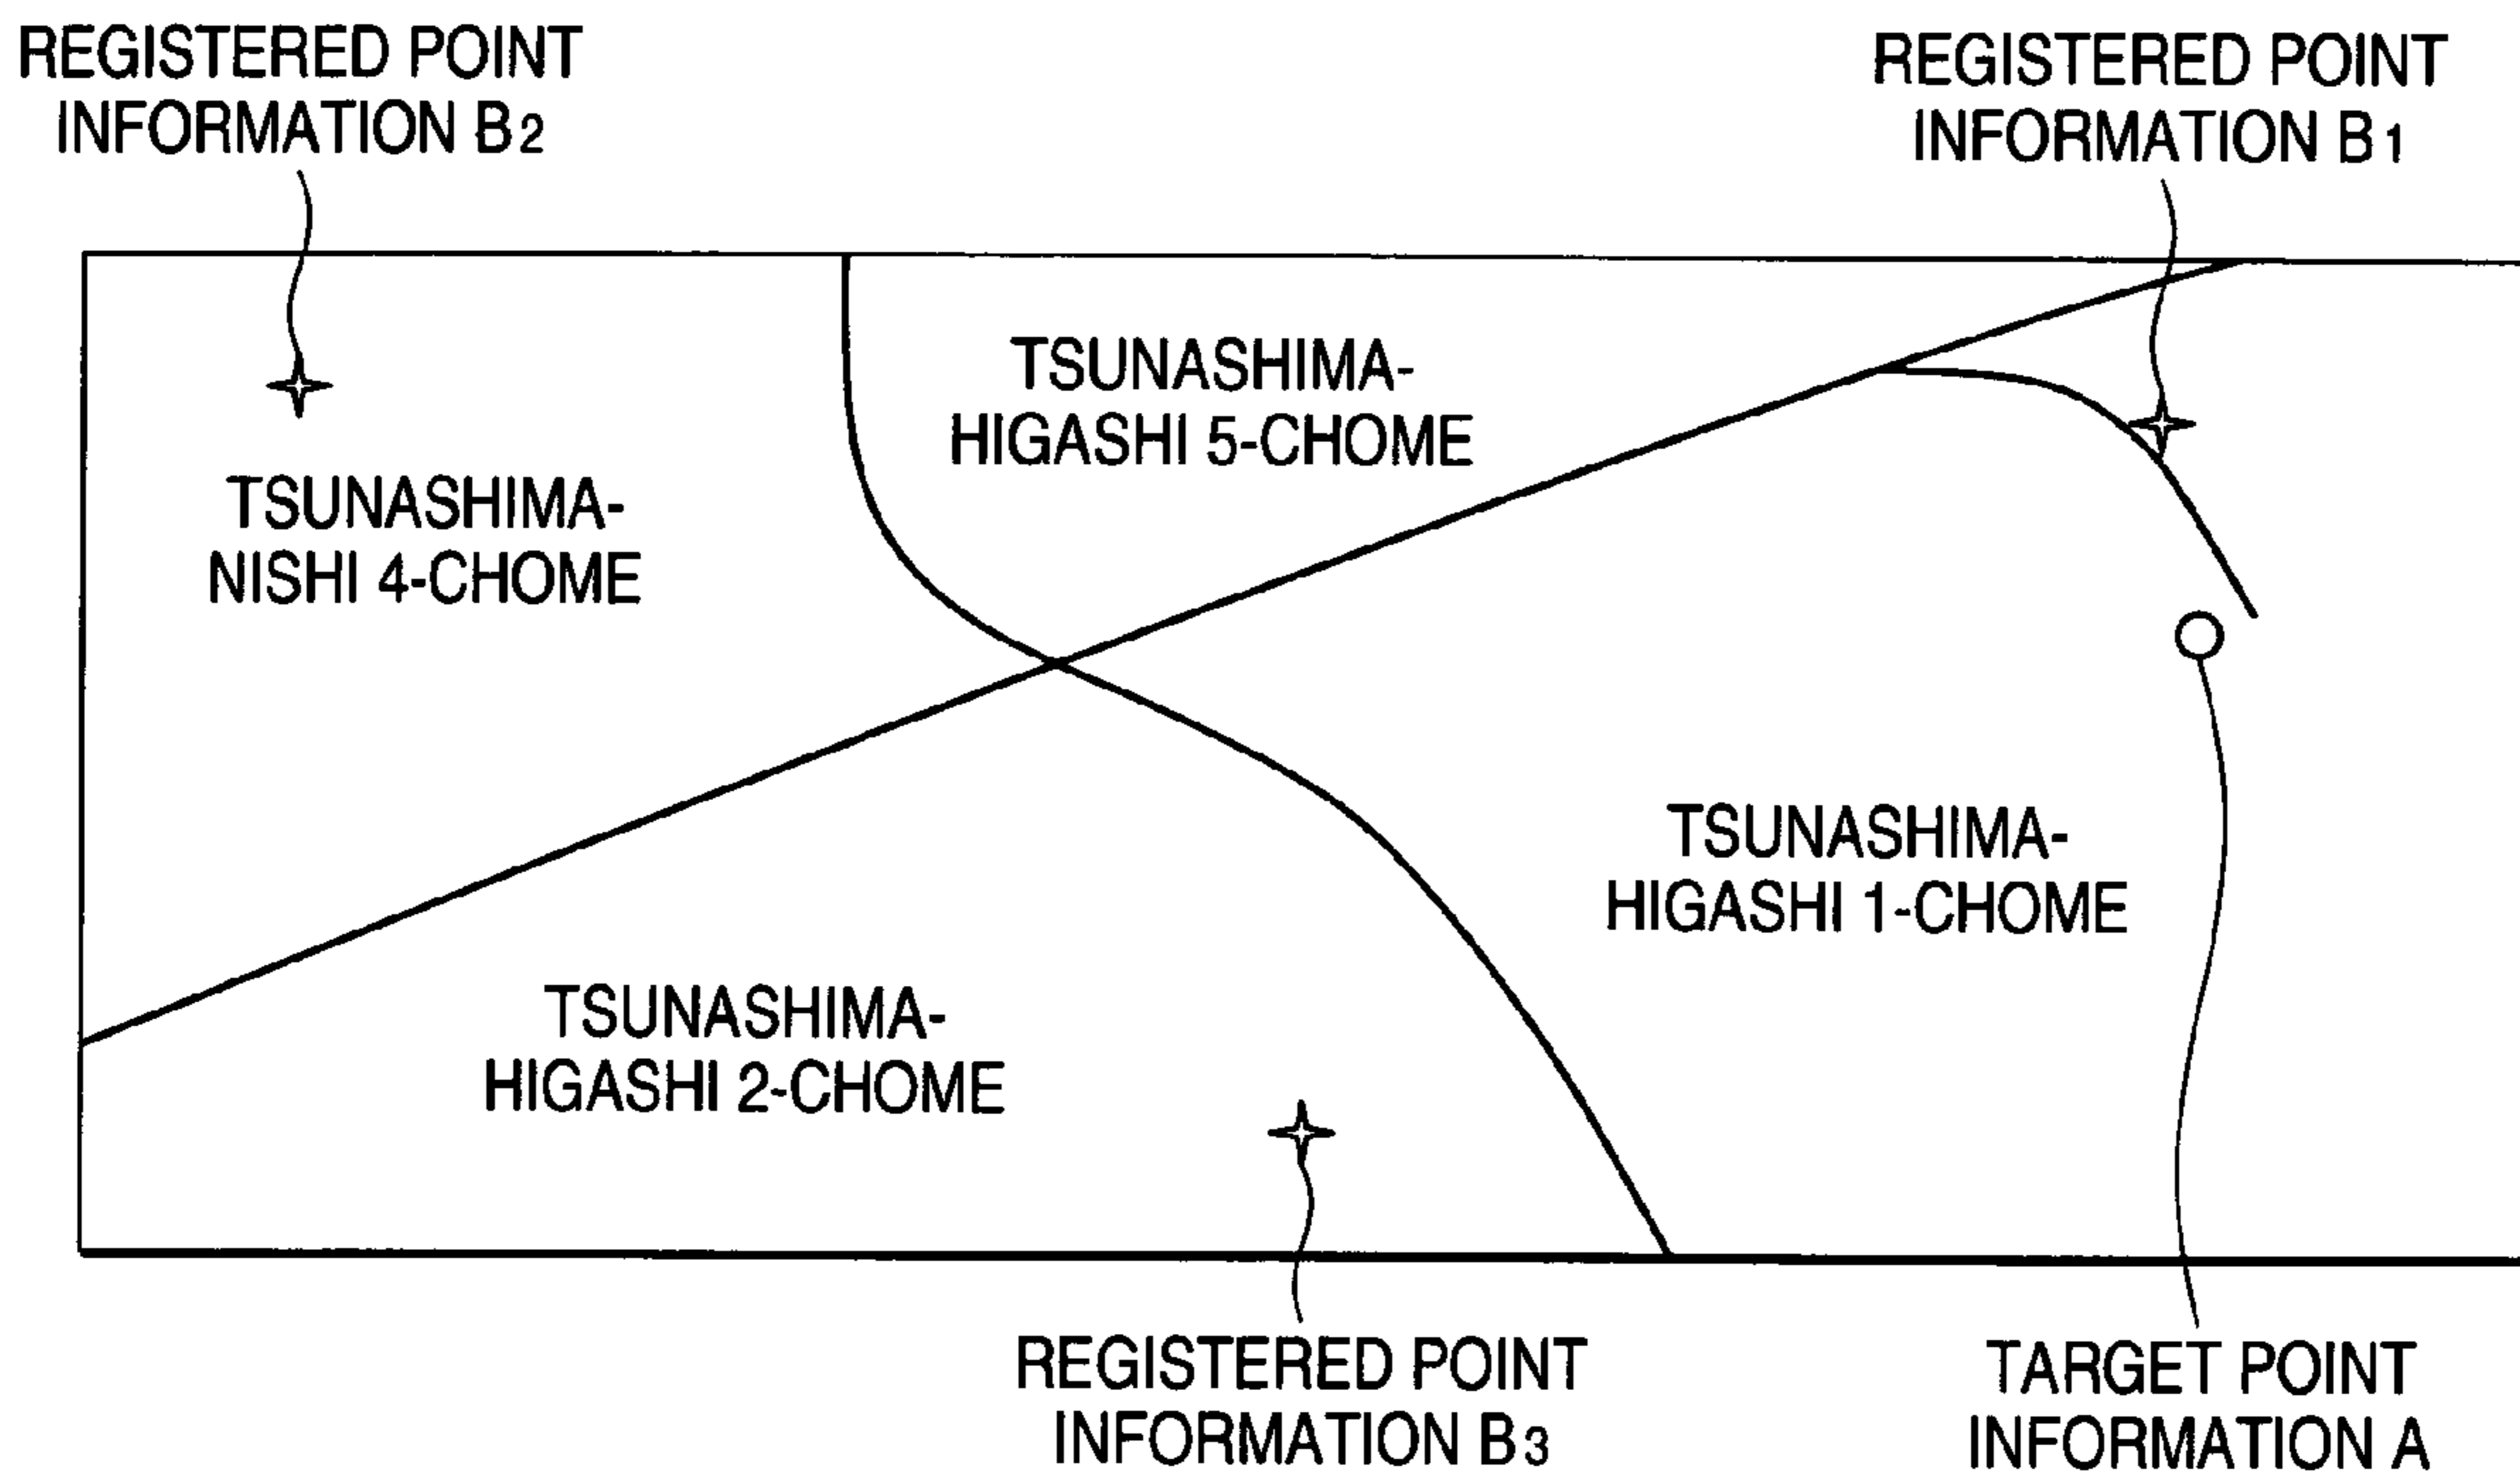 REGISTERED POINT
INFORMATION B2
REGISTERED POINT
INFORMATION B1
TSUNASHIMA-
HIGASHI 5-CHOME
TSUNASHIMA-
NISHI 4-CHOME
TSUNASHIMA-
HIGASHI 1-CHOME
TSUNASHIMA-
HIGASHI 2-CHOME
REGISTERED POINT
INFORMATION B3
TARGET POINT
INFORMATION A